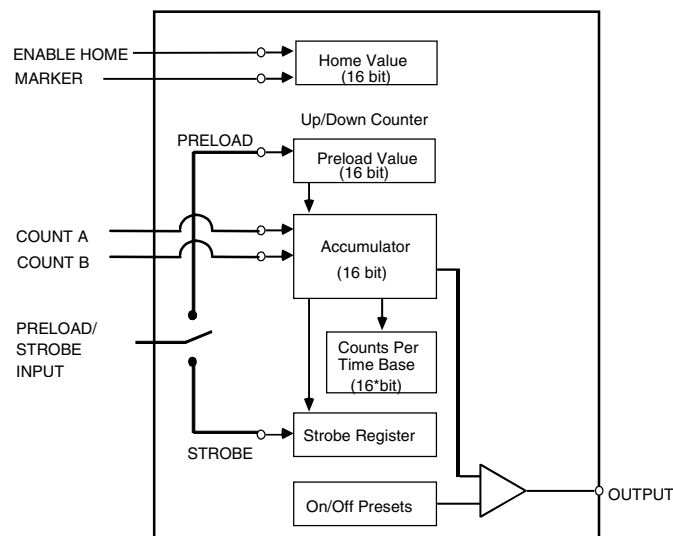 ENABLE HOME
MARKER
Home Value
(16 bit)
Up/Down Counter
PRELOAD
Preload Value
(16 bit)
COUNT A
COUNT B
Accumulator
(16 bit)
PRELOAD/
STROBE
INPUT
Counts Per
Time Base
(16*bit)
Strobe Register
STROBE
On/Off Presets
OUTPUT